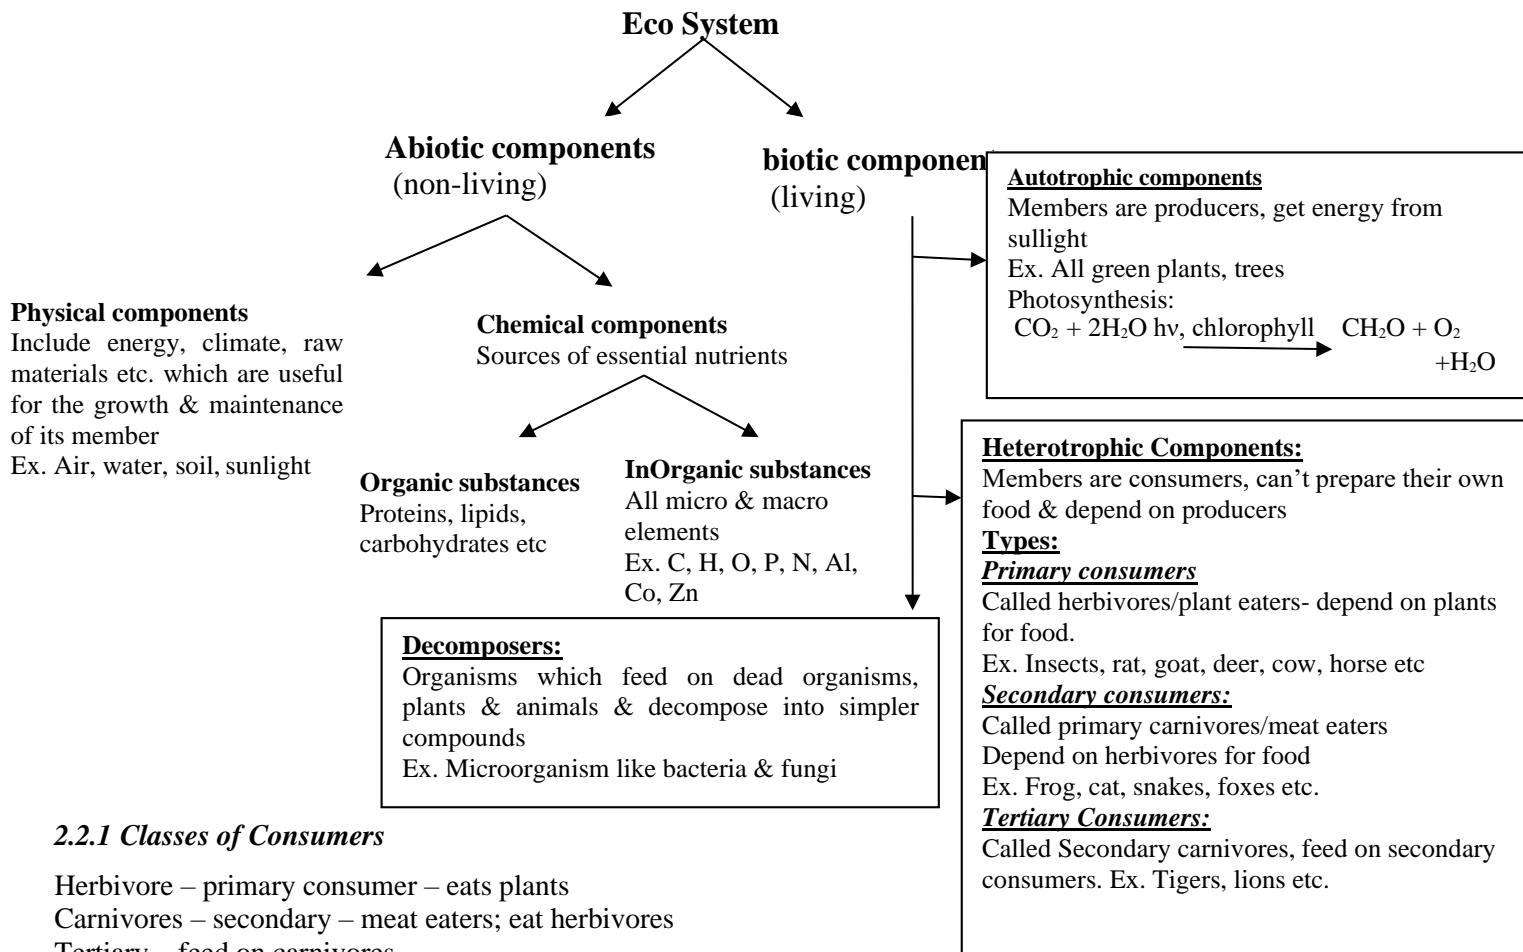 Eco System
Abiotic components
(non-living)
biotic componen
(living)
Autotrophic components
Members are producers, get energy from
sullight
Ex. All green plants, trees
Photosynthesis:
CO₂ + 2H₂O hν, chlorophyll CH₂O + O₂
+H₂O
Physical components
Include energy, climate, raw
materials etc. which are useful
for the growth & maintenance
of its member
Ex. Air, water, soil, sunlight
Chemical components
Sources of essential nutrients
Organic substances
Proteins, lipids,
carbohydrates etc
InOrganic substances
All micro & macro
elements
Ex. C, H, O, P, N, Al,
Co, Zn
Heterotrophic Components:
Members are consumers, can’t prepare their own
food & depend on producers
Types:
Primary consumers
Called herbivores/plant eaters- depend on plants
for food.
Ex. Insects, rat, goat, deer, cow, horse etc
Secondary consumers:
Called primary carnivores/meat eaters
Depend on herbivores for food
Ex. Frog, cat, snakes, foxes etc.
Tertiary Consumers:
Called Secondary carnivores, feed on secondary
consumers. Ex. Tigers, lions etc.
Decomposers:
Organisms which feed on dead organisms,
plants & animals & decompose into simpler
compounds
Ex. Microorganism like bacteria & fungi
2.2.1 Classes of Consumers
Herbivore – primary consumer – eats plants
Carnivores – secondary – meat eaters; eat herbivores
Tertiary – feed on carnivores